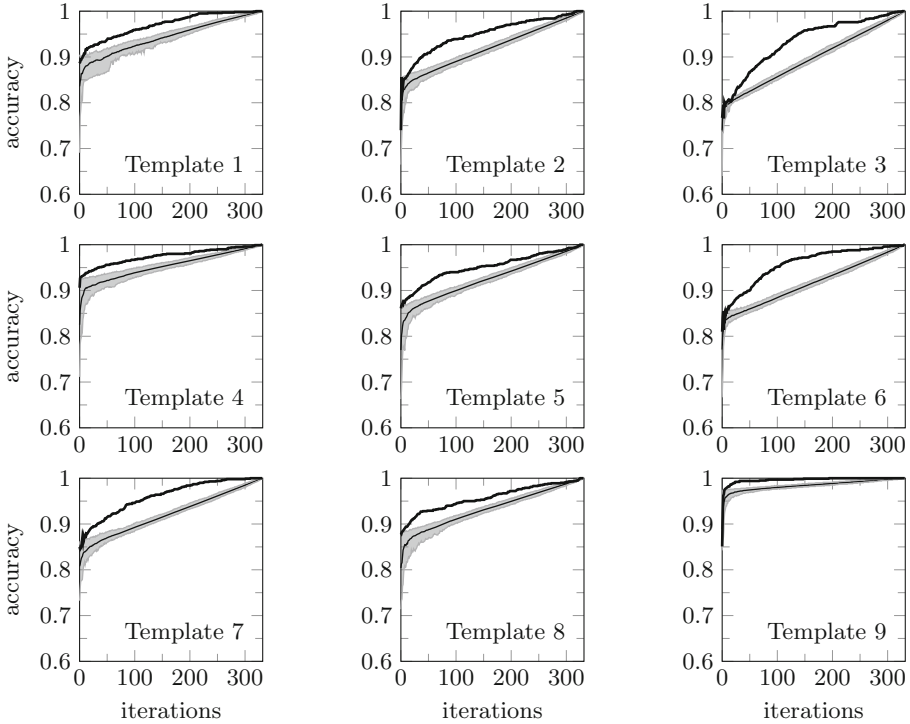 1
0.9
0.8
0.7
0.6
accuracy
Template 1
0 100 200 300
1
0.9
0.8
0.7
0.6
Template 2
0 100 200 300
1
0.9
0.8
0.7
0.6
Template 3
0 100 200 300
1
0.9
0.8
0.7
0.6
accuracy
Template 4
0 100 200 300
1
0.9
0.8
0.7
0.6
Template 5
0 100 200 300
1
0.9
0.8
0.7
0.6
Template 6
0 100 200 300
1
0.9
0.8
0.7
0.6
accuracy
Template 7
0 100 200 300
iterations
1
0.9
0.8
0.7
0.6
Template 8
0 100 200 300
iterations
1
0.9
0.8
0.7
0.6
Template 9
0 100 200 300
iterations